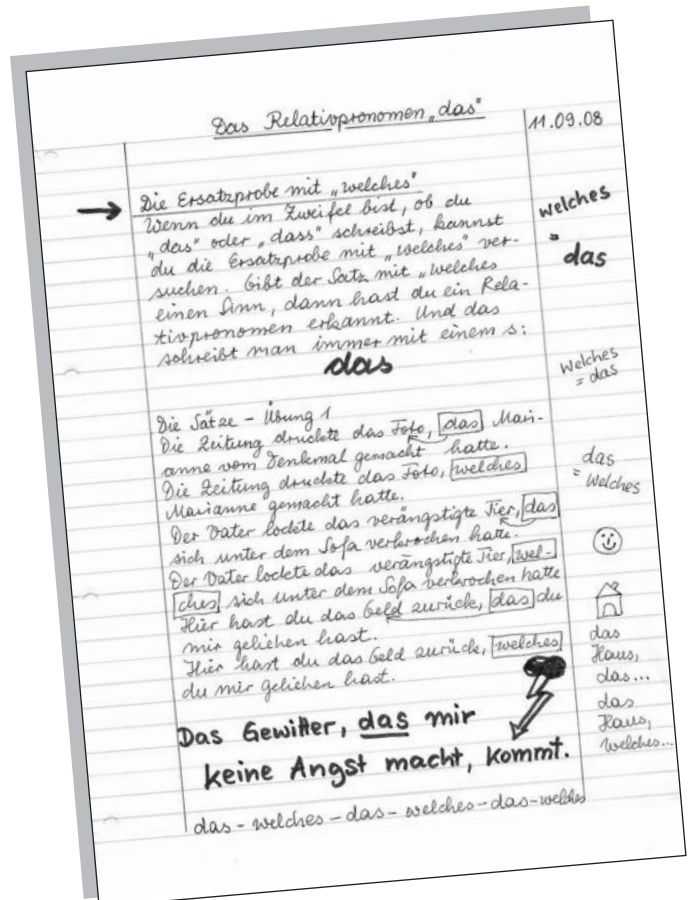 Das Relativpronomen „das"
11.09.08
Die Ersatzprobe mit „welches"
Wenn du im Zweifel bist, ob du
„das" oder „dass" schreibst, kannst
du die Ersatzprobe mit „welches" ver-
suchen. Gibt der Satz mit „welches
einen Sinn, dann hast du ein Rela-
tivpronomen erkannt. Und das
schreibt man immer mit einem s:
das
Die Sätze – Übung 1
Die Zeitung druckte das Foto, das Mari-
anne vom Denkmal gemacht hatte.
Die Zeitung druckte das Foto, welches
Marianne gemacht hatte.
Der Vater lockte das verängstigte Tier, das
sich unter dem Sofa verkrochen hatte.
Der Vater lockte das verängstigte Tier, wel-
ches sich unter dem Sofa verkrochen hatte
Hier hast du das Geld zurück, das du
mir geliehen hast.
Hier hast du das Geld zurück, welches
du mir geliehen hast.
Das Gewitter, das mir
keine Angst macht, kommt.
das - welches - das - welches - das - welches
welches
=
das
Welches
= das
das
= Welches
das
Haus,
das...
das
Haus,
welches...